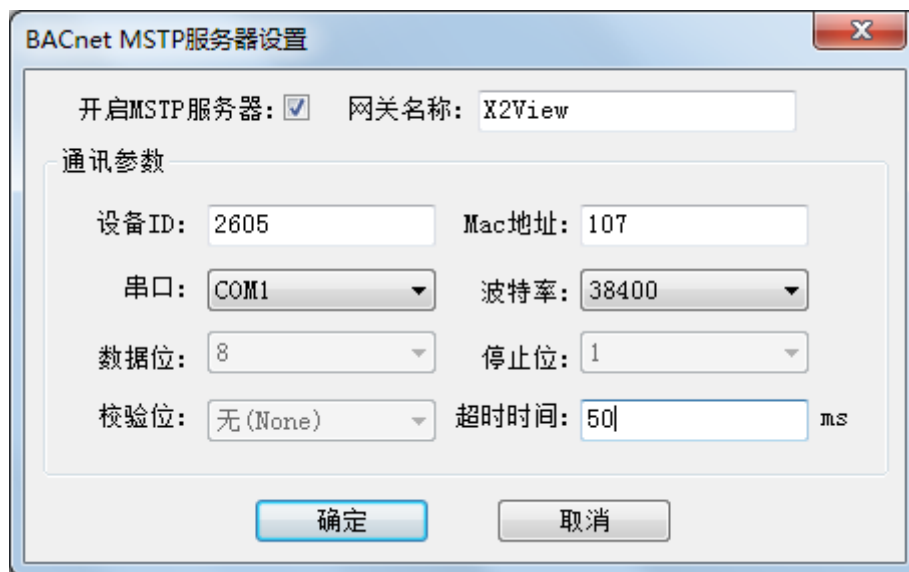 BACnet MSTP服务器设置
开启MSTP服务器: 网关名称: X2View
通讯参数
设备ID: 2605 Mac地址: 107
串口: COM1 波特率: 38400
数据位: 8 停止位: 1
校验位: 无(None) 超时时间: 50 ms
确定 取消